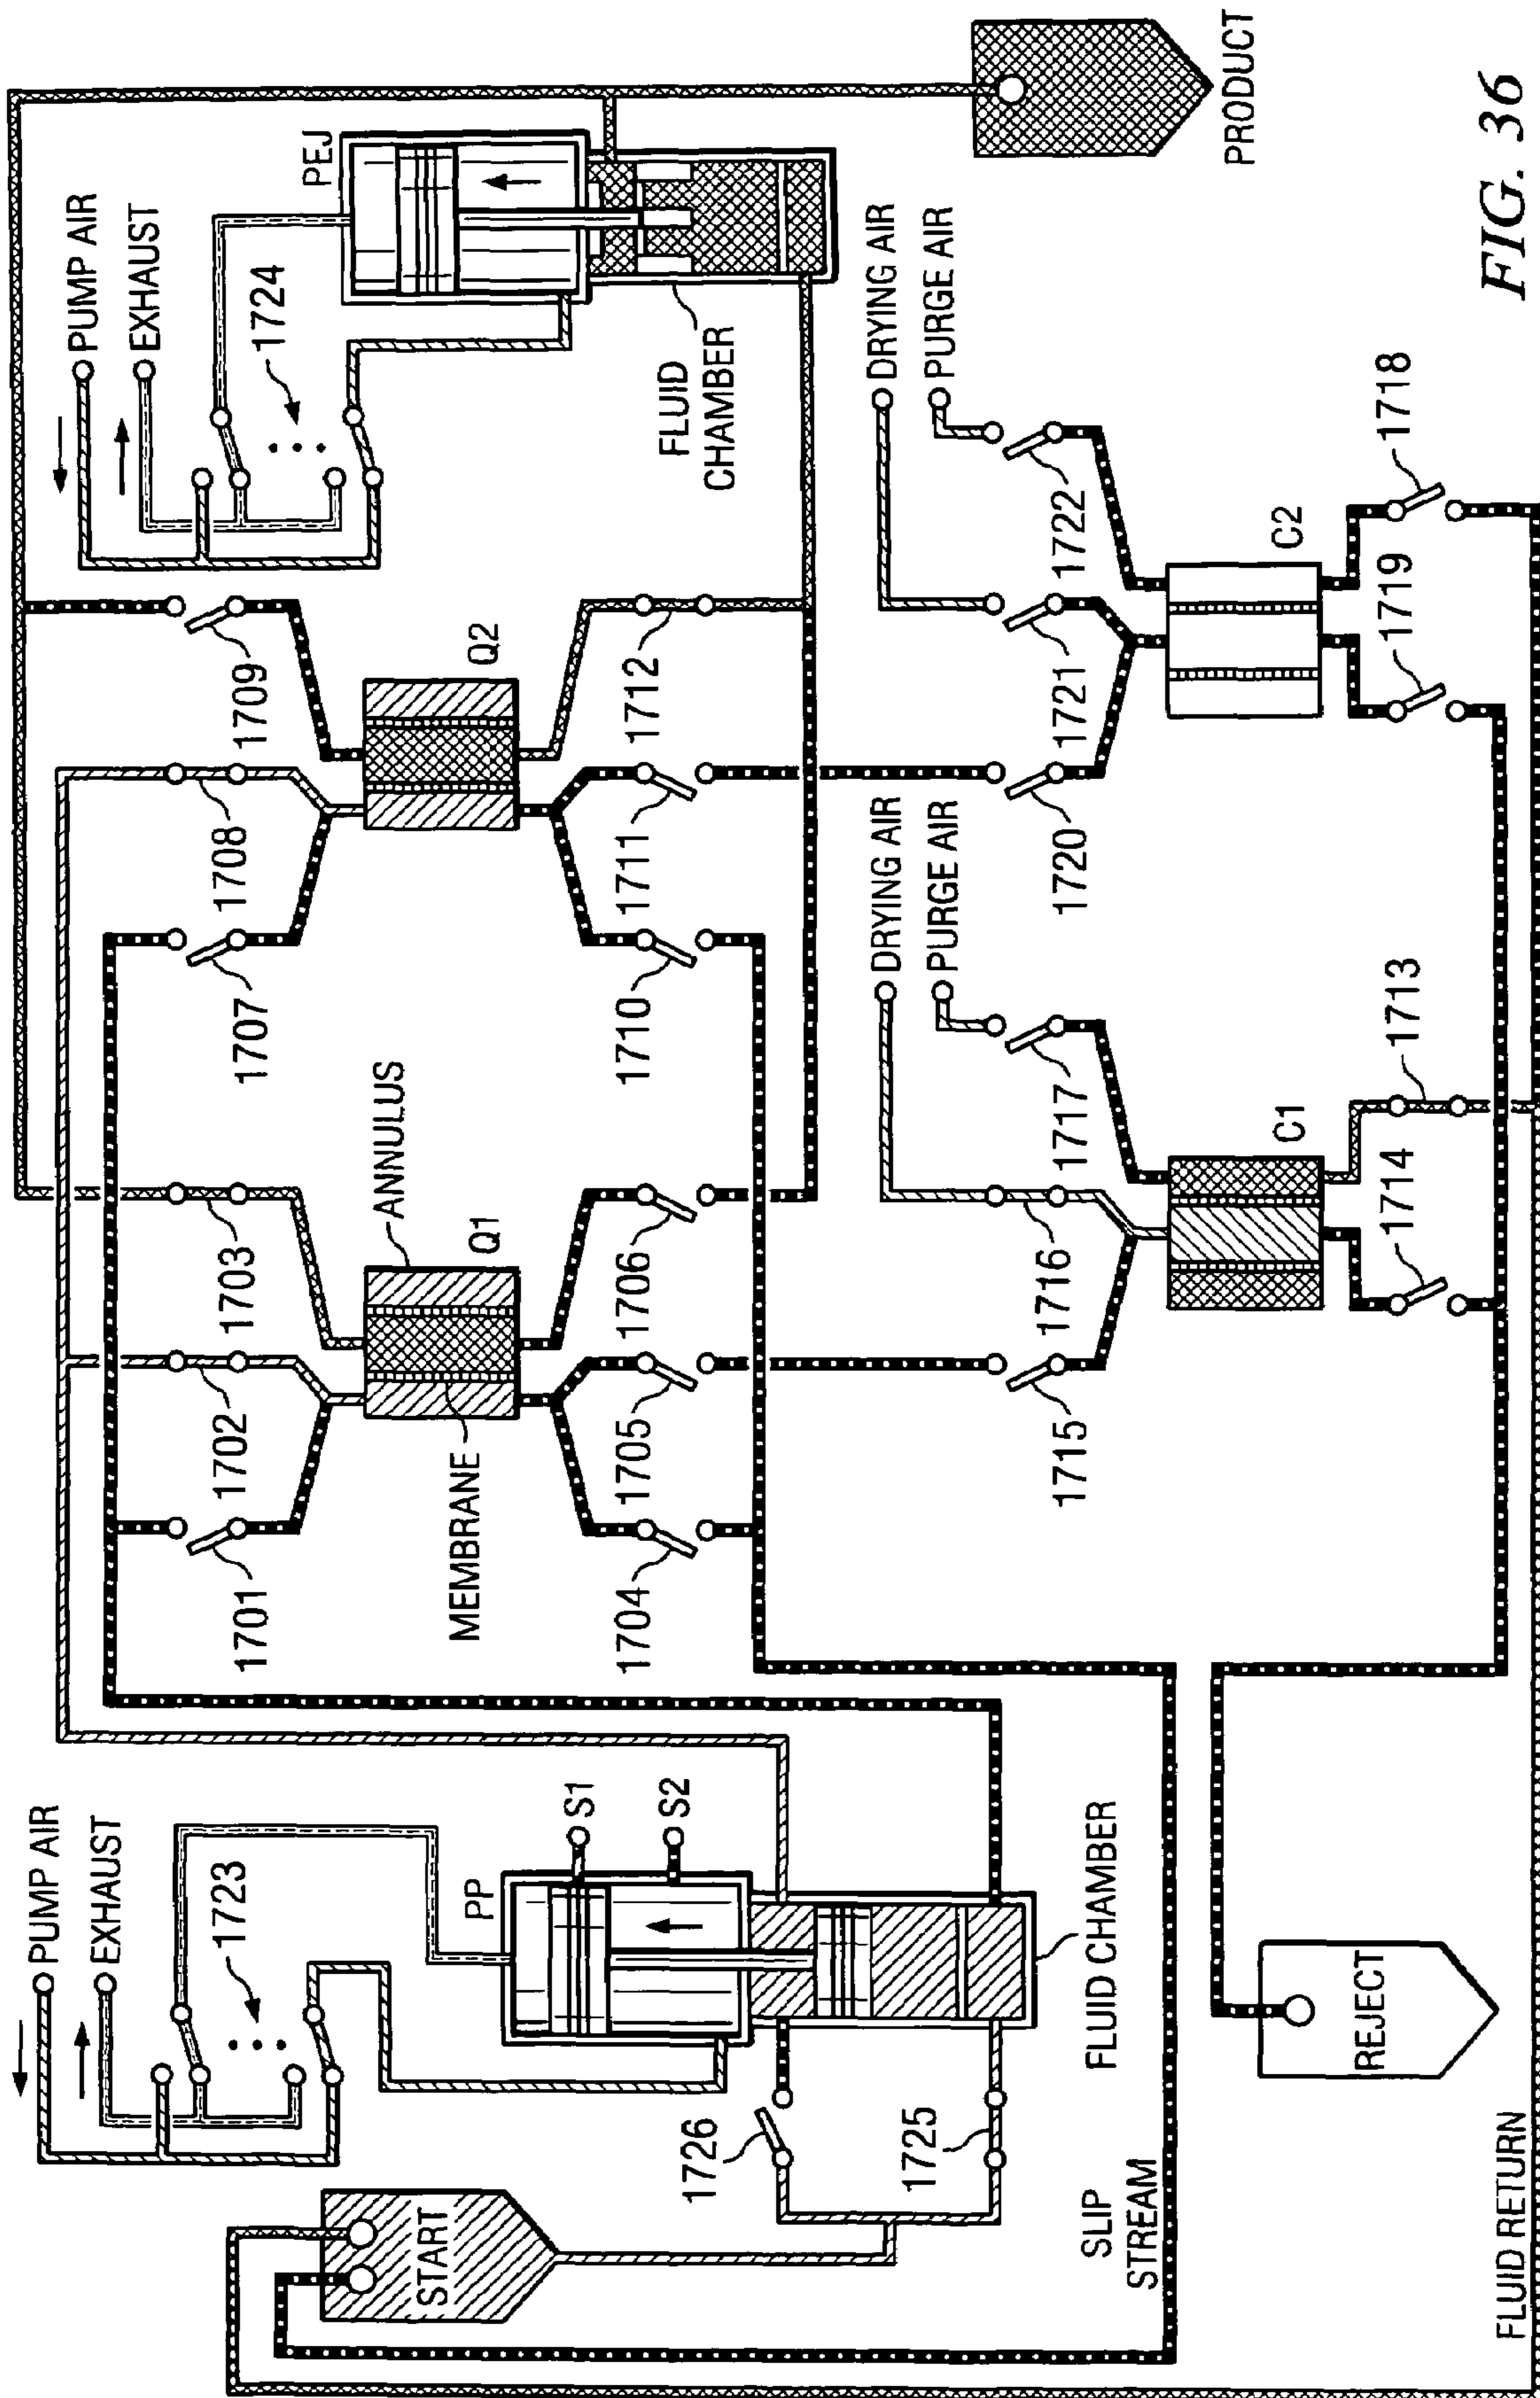 PUMP AIR
EXHAUST
1723
PP
S1
S2
START
1726
1725
FLUID CHAMBER
SLIP
STREAM
REJECT
FLUID RETURN
1701
1702
1703
ANNULUS
MEMBRANE
Q1
1704
1705
1706
1707
1708
1709
Q2
1710
1711
1712
PUMP AIR
EXHAUST
1724
PEJ
FLUID
CHAMBER
DRYING AIR
PURGE AIR
1715
1716
1717
C1
1714
1713
DRYING AIR
PURGE AIR
1720
1721
1722
C2
1719
1718
PRODUCT
FIG. 36